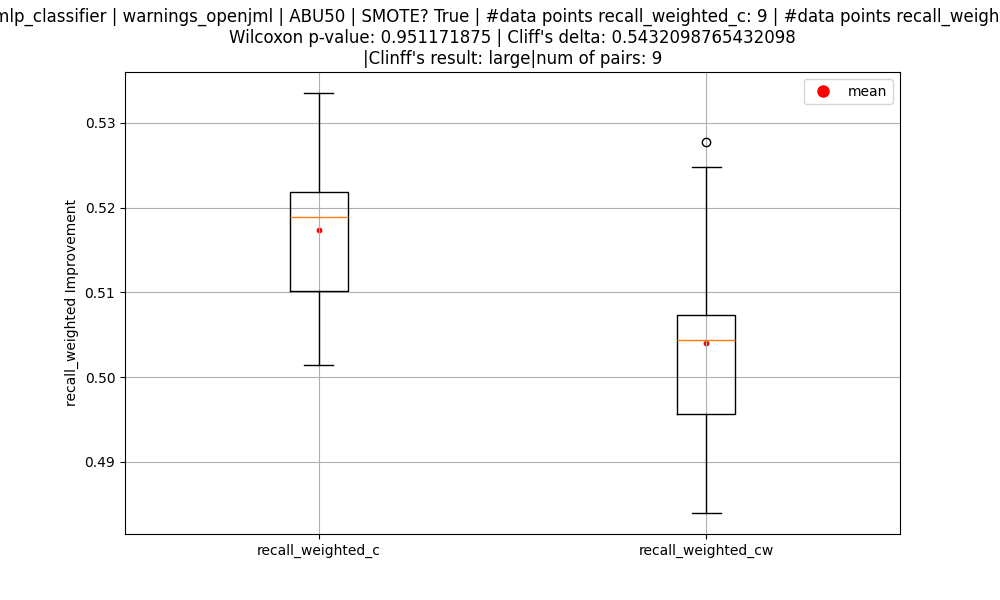 mlp_classifier | warnings_openjml | ABU50 | SMOTE? True | #data points recall_weighted_c: 9 | #data points recall_weigh
Wilcoxon p-value: 0.951171875 | Cliff's delta: 0.5432098765432098
|Clinff's result: large|num of pairs: 9
mean
0.53
0.52
0.51
0.50
0.49
recall_weighted Improvement
recall_weighted_c
recall_weighted_cw